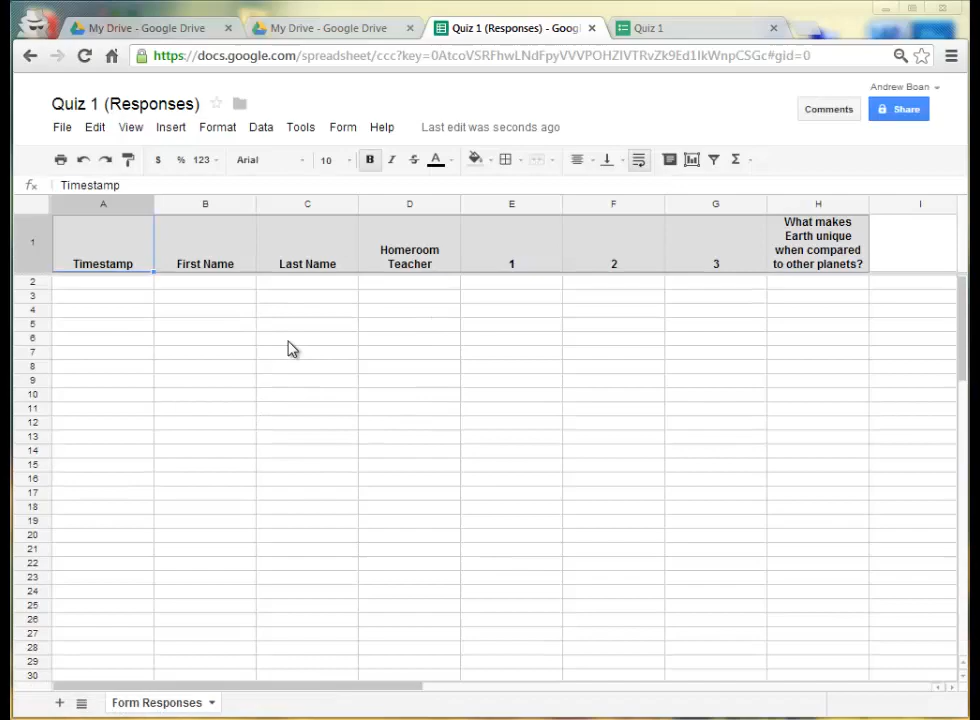 My Drive - Google Drive
My Drive - Google Drive
Quiz 1 (Responses) - Goog
Quiz 1
https://docs.google.com/spreadsheet/ccc?key=0AtcoVSRFhwLNdFpyVVVPOHZIVTRvZk9Ed1lkWnpCSGc#gid=0
Andrew Boan
Quiz 1 (Responses)
Comments
Share
File Edit View Insert Format Data Tools Form Help Last edit was seconds ago
$ % 123 Arial 10 B I S A Σ
fx Timestamp
A B C D E F G H I
1 Timestamp First Name Last Name Homeroom Teacher 1 2 3 What makes Earth unique when compared to other planets?
2
3
4
5
6
7
8
9
10
11
12
13
14
15
16
17
18
19
20
21
22
23
24
25
26
27
28
29
30
+ Form Responses